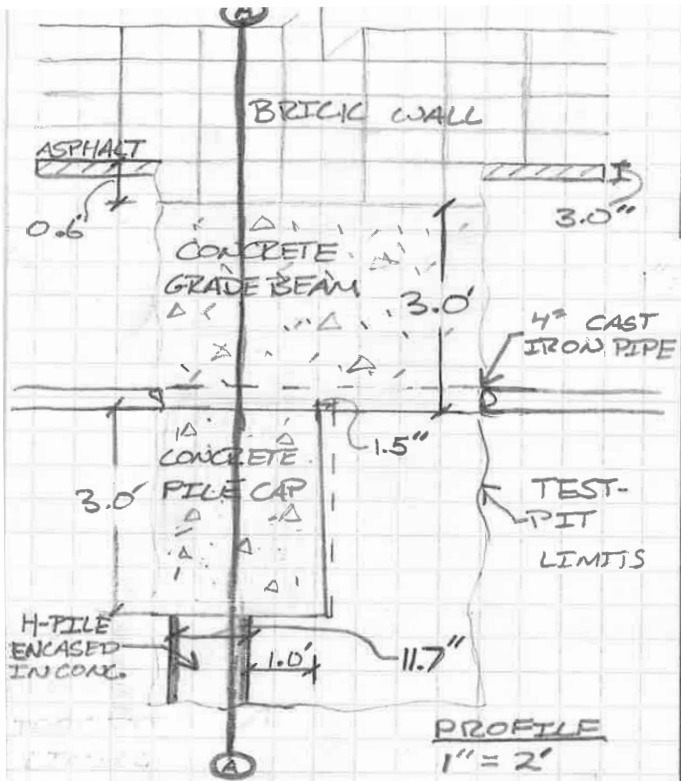 A
BRICK WALL
ASPHALT
0.6'
3.0"
CONCRETE
GRADE BEAM
3.0'
4" CAST
IRON PIPE
1.5"
CONCRETE
PILE CAP
3.0'
TEST-
PIT
LIMITS
H-PILE
ENCASED
IN CONC.
1.0'
11.7"
PROFILE
1" = 2'
A